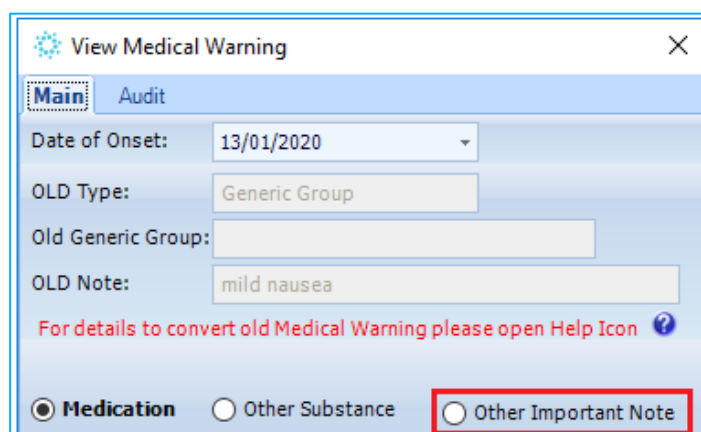 View Medical Warning
Main Audit
Date of Onset: 13/01/2020
OLD Type: Generic Group
Old Generic Group:
OLD Note: mild nausea
For details to convert old Medical Warning please open Help Icon ?
Medication Other Substance Other Important Note